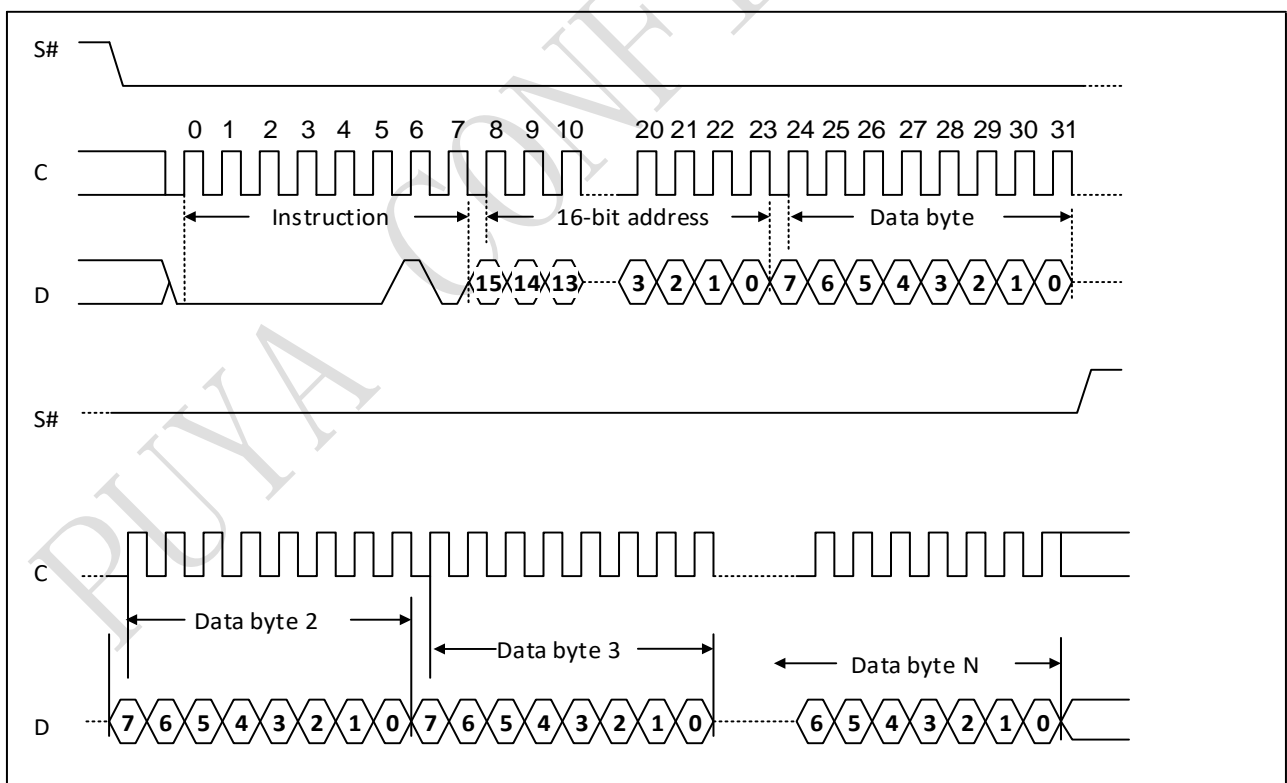 S#
0 1 2 3 4 5 6 7 8 9 10 20 21 22 23 24 25 26 27 28 29 30 31
C
Instruction 16-bit address Data byte
D 15 14 13 3 2 1 0 7 6 5 4 3 2 1 0
S#
C
Data byte 2 Data byte 3 Data byte N
D 7 6 5 4 3 2 1 0 7 6 5 4 3 2 1 0 6 5 4 3 2 1 0
PUYA CONF